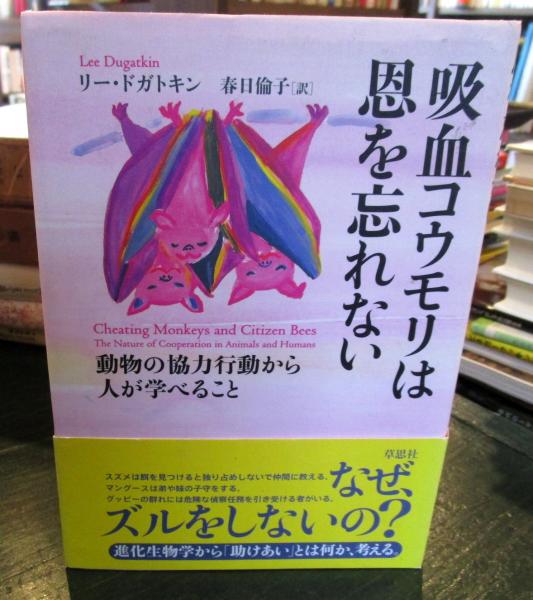 Lee Dugatkin
リー・ドガトキン 春日倫子[訳]
吸血コウモリは
恩を忘れない
Cheating Monkeys and Citizen Bees
The Nature of Cooperation in Animals and Humans
動物の協力行動から
人が学べること
草思社
スズメは餌を見つけると独り占めしないで仲間に教える。
マングースは弟や妹の子守をする。
グッピーの群れには危険な偵察任務を引き受ける者がいる。
なぜ、
ズルをしないの?
進化生物学から「助けあい」とは何か、考える。